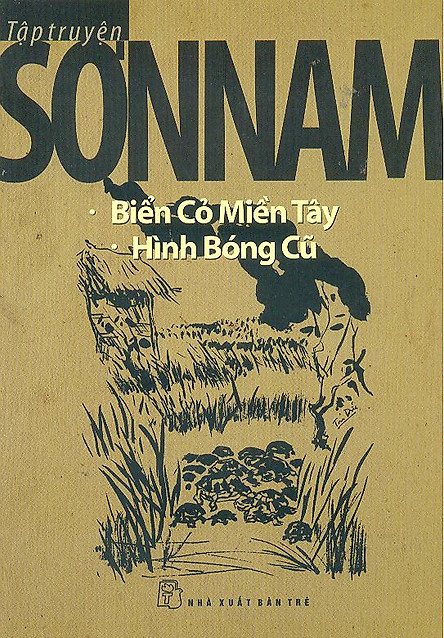 Tập truyện
SƠN NAM
· Biển Cỏ Miền Tây
· Hình Bóng Cũ
NHÀ XUẤT BẢN TRẺ